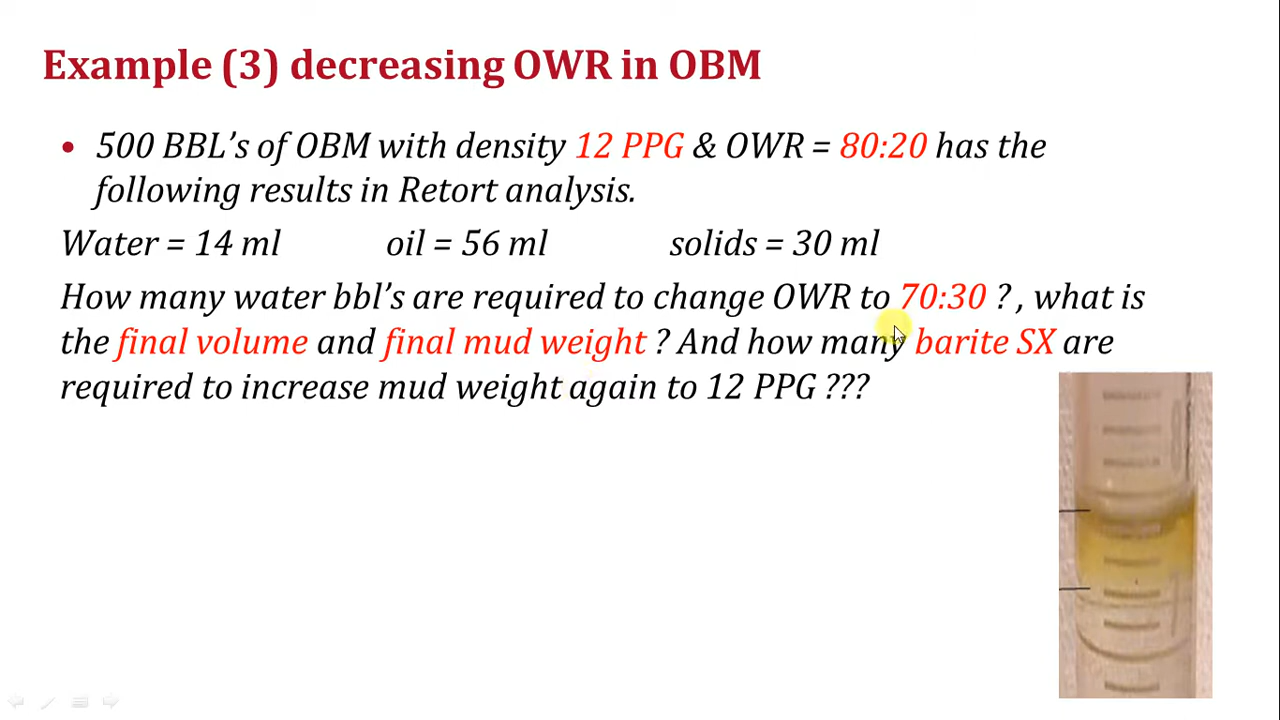 Example (3) decreasing OWR in OBM
• 500 BBL’s of OBM with density 12 PPG & OWR = 80:20 has the
following results in Retort analysis.
Water = 14 ml oil = 56 ml solids = 30 ml
How many water bbl’s are required to change OWR to 70:30 ? , what is
the final volume and final mud weight ? And how many barite SX are
required to increase mud weight again to 12 PPG ???